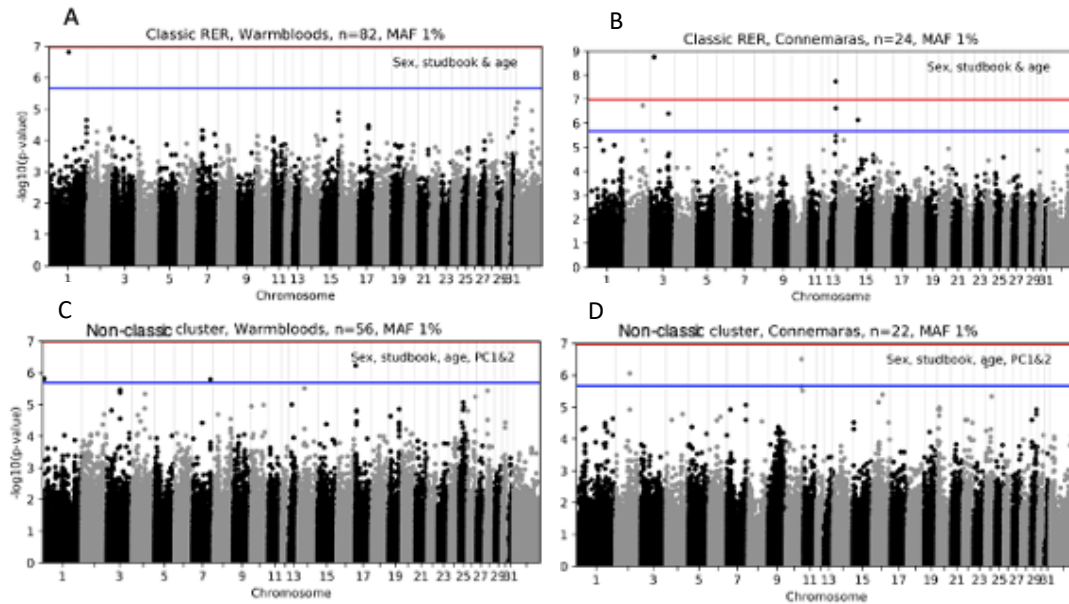 A
Classic RER, Warmbloods, n=82, MAF 1%
Sex, studbook & age
-log10(p-value)
7
6
5
4
3
2
1
0
1 3 5 7 9 11 13 15 17 19 21 23 25 27 29 31
Chromosome
B
Classic RER, Connemaras, n=24, MAF 1%
Sex, studbook & age
9
8
7
6
5
4
3
2
1
0
1 3 5 7 9 11 13 15 17 19 21 23 25 27 29 31
Chromosome
C
Non-classic cluster, Warmbloods, n=56, MAF 1%
Sex, studbook, age, PC1&2
-log10(p-value)
7
6
5
4
3
2
1
0
1 3 5 7 9 11 13 15 17 19 21 23 25 27 29 31
Chromosome
D
Non-classic cluster, Connemaras, n=22, MAF 1%
Sex, studbook, age, PC1&2
7
6
5
4
3
2
1
0
1 3 5 7 9 11 13 15 17 19 21 23 25 27 29 31
Chromosome